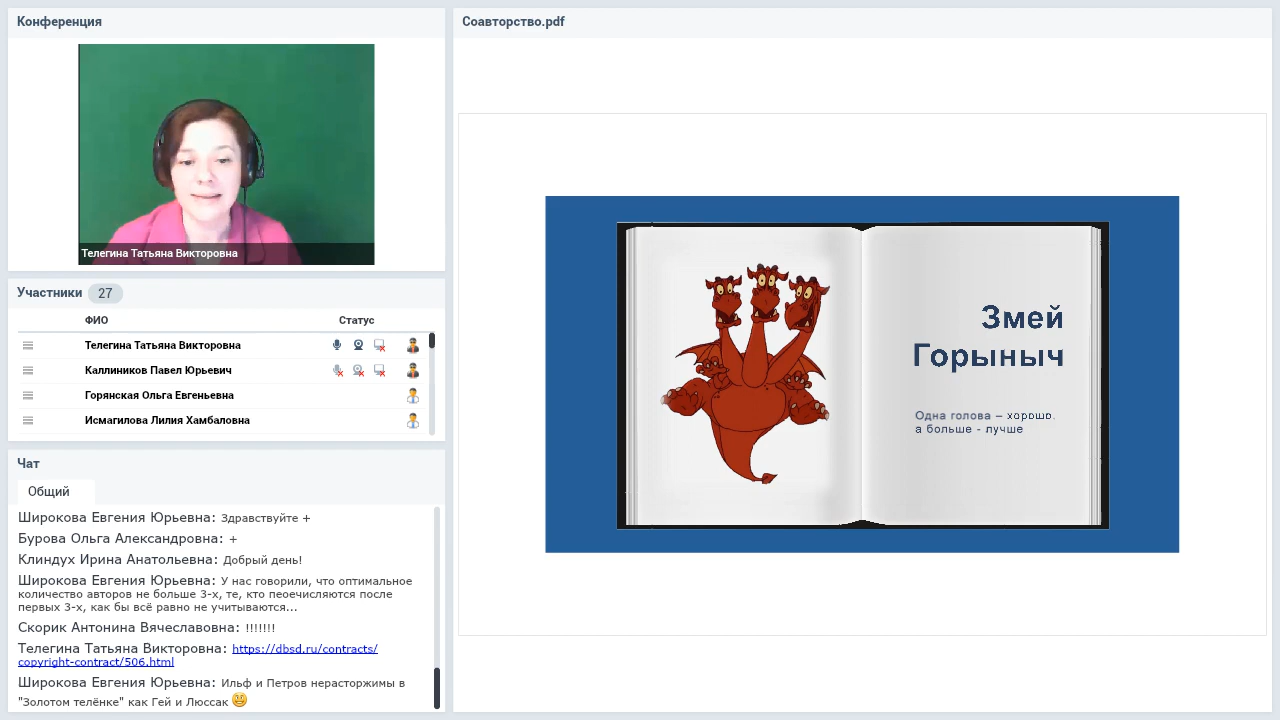 Конференция
Телегина Татьяна Викторовна
Участники 27
ФИО Статус
Телегина Татьяна Викторовна
Каллиников Павел Юрьевич
Горянская Ольга Евгеньевна
Исмагилова Лилия Хамбаловна
Чат
Общий
Широкова Евгения Юрьевна: Здравствуйте +
Бурова Ольга Александровна: +
Клиндух Ирина Анатольевна: Добрый день!
Широкова Евгения Юрьевна: У нас говорили, что оптимальное
количество авторов не больше 3-х, те, кто пеоечисляются после
первых 3-х, как бы всё равно не учитываются...
Скорик Антонина Вячеславовна: !!!!!!!
Телегина Татьяна Викторовна: https://dbsd.ru/contracts/
copyright-contract/506.html
Широкова Евгения Юрьевна: Ильф и Петров нерасторжимы в
"Золотом телёнке" как Гей и Люссак
Соавторство.pdf
Змей
Горыныч
Одна голова – хорошо,
а больше - лучше